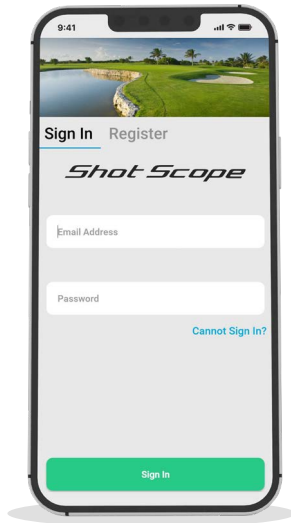 9:41
Sign In Register
Shot Scope
Email Address
Password
Cannot Sign In?
Sign In